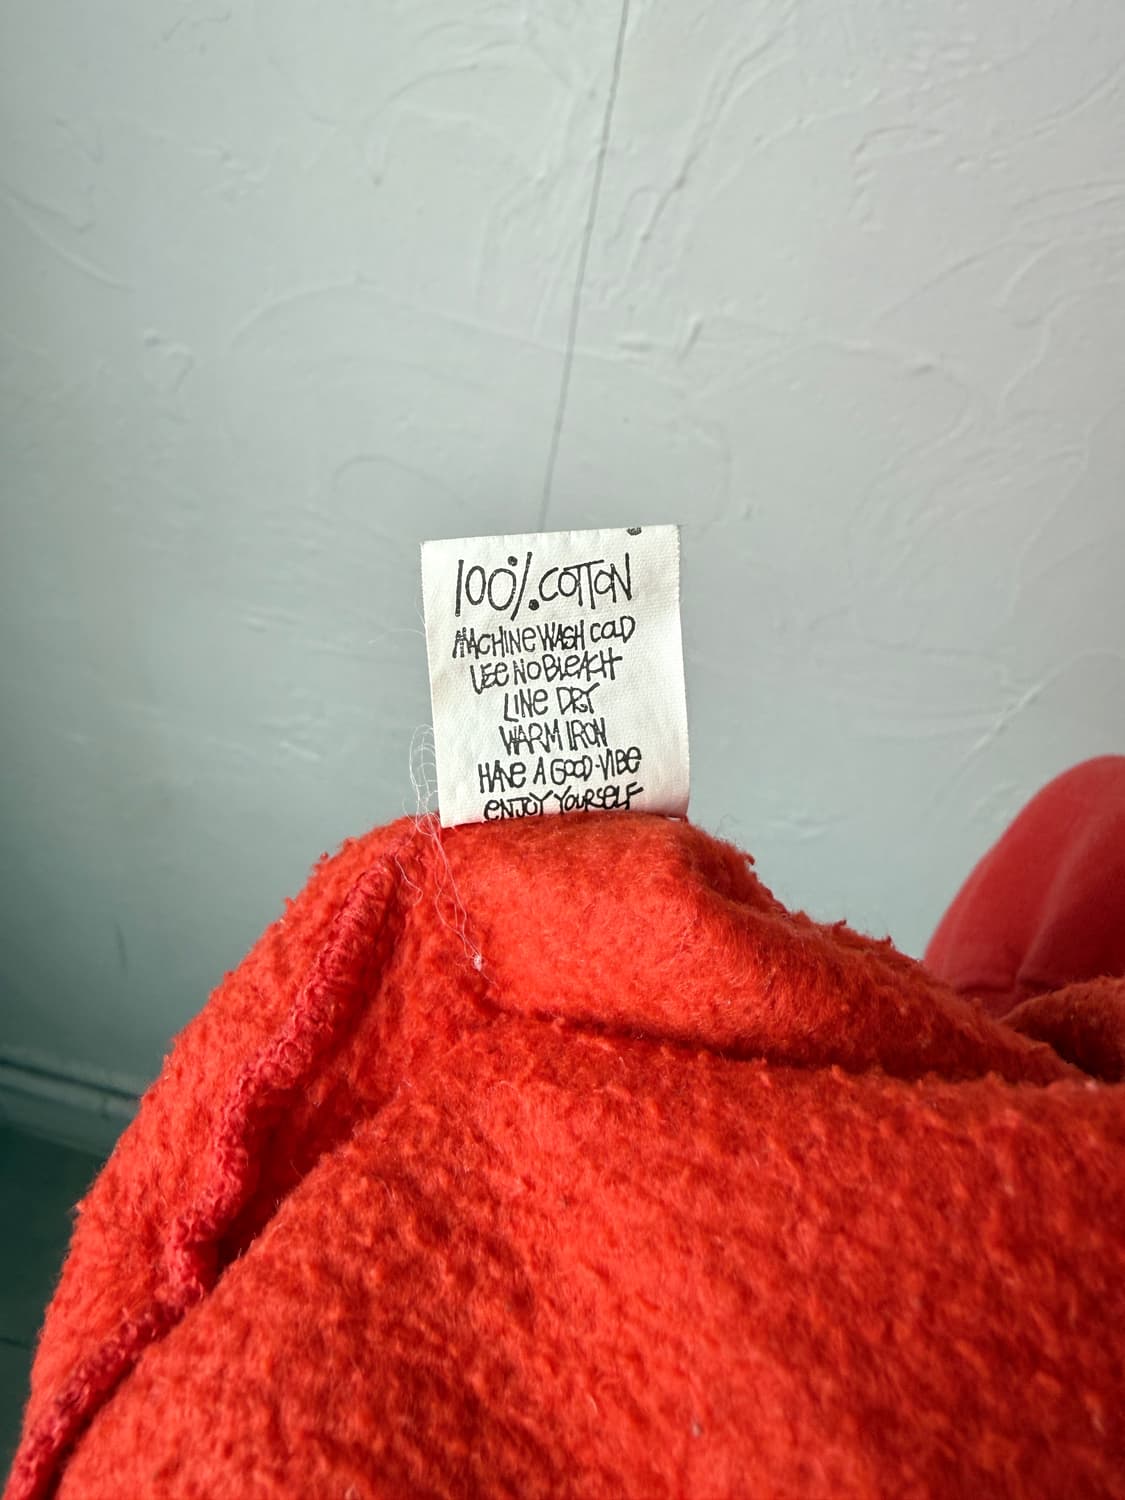 100%.COTTON
MACHINE WASH COLD
USE NO BLEACH
LINE DRY
WARM IRON
HAVE A GOOD-VIBE
ENJOY YOURSELF